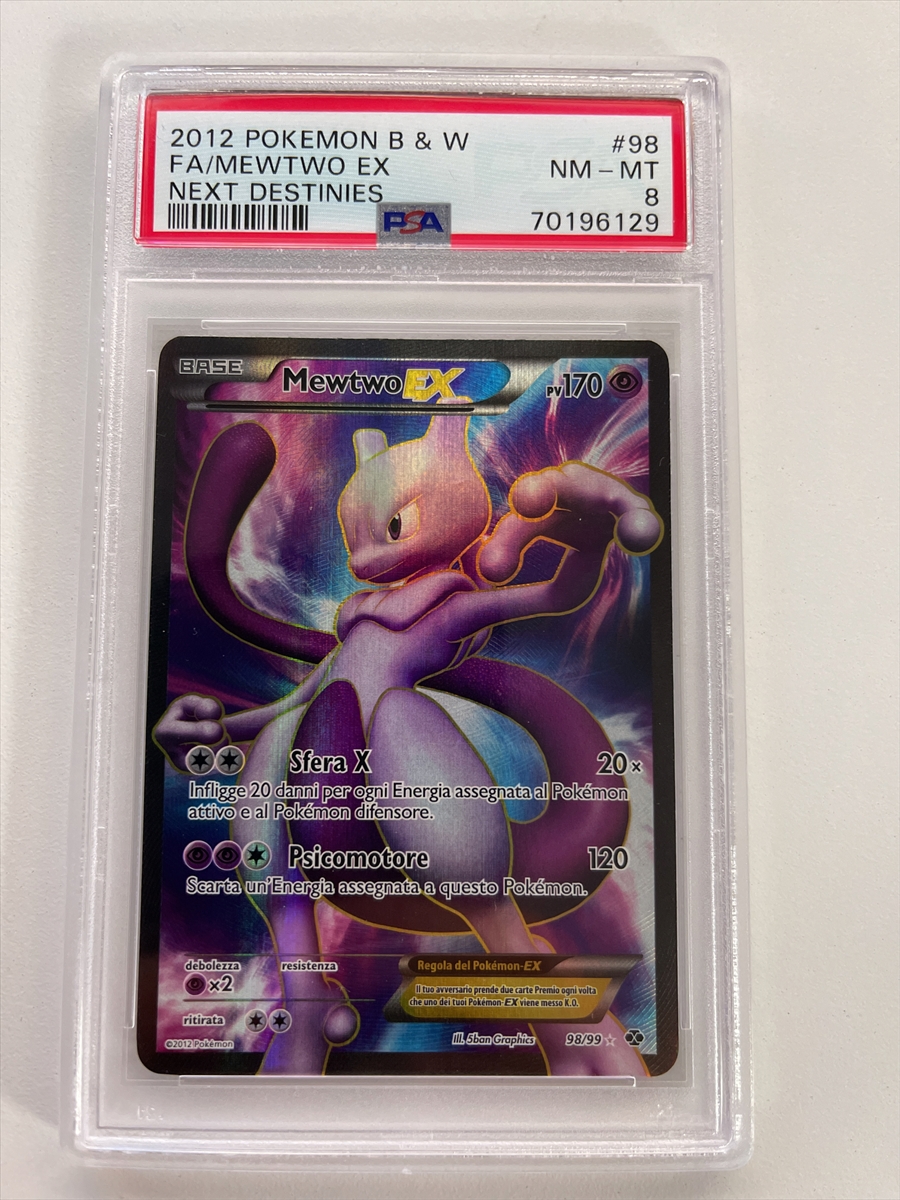 2012 POKEMON B & W #98
FA/MEWTWO EX NM - MT
NEXT DESTINIES 8
PSA 70196129
BASE Mewtwo EX PV170
Sfera X 20x
Infligge 20 danni per ogni Energia assegnata al Pokémon
attivo e al Pokémon difensore.
Psicomotore 120
Scarta un'Energia assegnata a questo Pokémon.
debolezza resistenza
x2
ritirata
Regola del Pokémon-EX
Il tuo avversario prende due carte Premio ogni volta
che uno dei tuoi Pokémon-EX viene messo K.O.
©2012 Pokémon Ill. 5ban Graphics 98/99